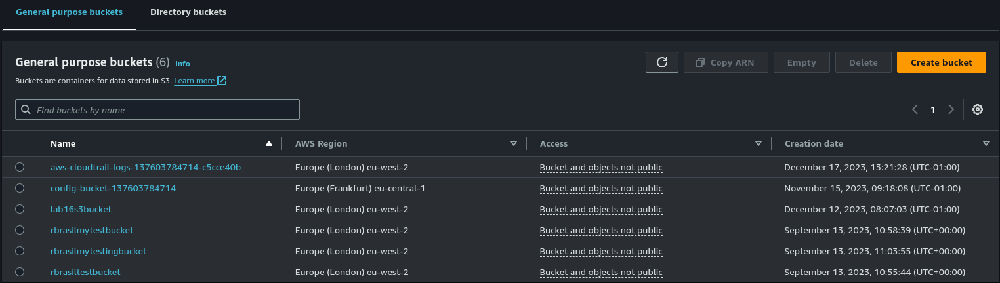 General purpose buckets Directory buckets
General purpose buckets (6) Info
Copy ARN Empty Delete Create bucket
Buckets are containers for data stored in S3. Learn more
Find buckets by name
1
Name AWS Region Access Creation date
aws-cloudtrail-logs-137603784714-c5cce40b Europe (London) eu-west-2 Bucket and objects not public December 17, 2023, 13:21:28 (UTC-01:00)
config-bucket-137603784714 Europe (Frankfurt) eu-central-1 Bucket and objects not public November 15, 2023, 09:18:08 (UTC-01:00)
lab16s3bucket Europe (London) eu-west-2 Bucket and objects not public December 12, 2023, 08:07:03 (UTC-01:00)
rbrasilmytestbucket Europe (London) eu-west-2 Bucket and objects not public September 13, 2023, 10:58:39 (UTC+00:00)
rbrasilmytestingbucket Europe (London) eu-west-2 Bucket and objects not public September 13, 2023, 11:03:55 (UTC+00:00)
rbrasiltestbucket Europe (London) eu-west-2 Bucket and objects not public September 13, 2023, 10:55:44 (UTC+00:00)